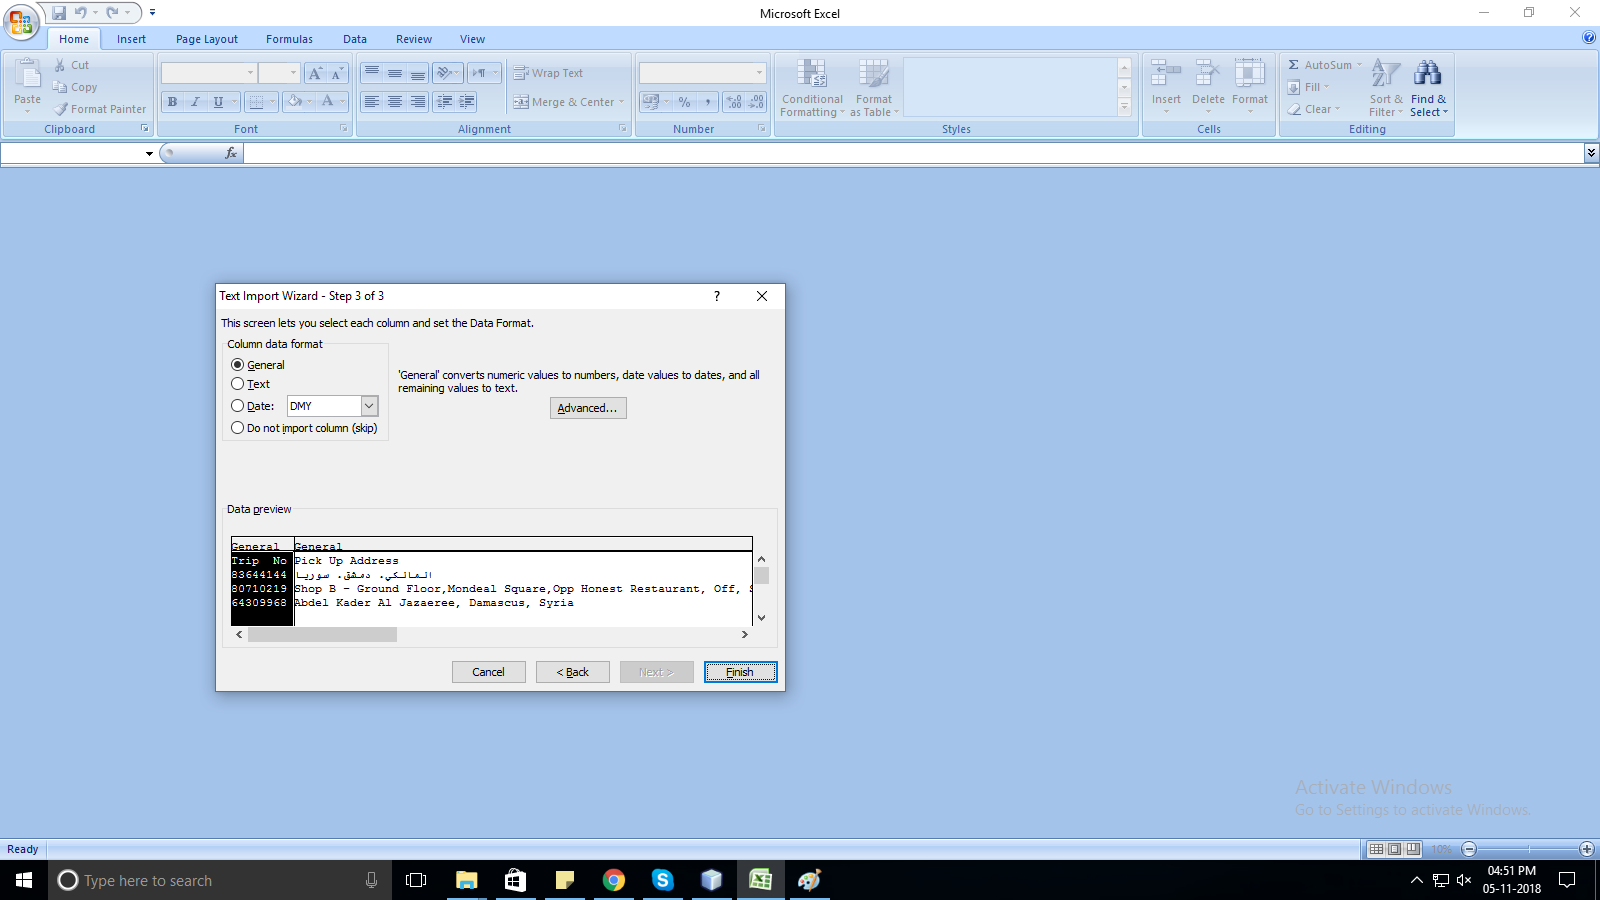 Microsoft Excel
Home Insert Page Layout Formulas Data Review View
Paste
Cut
Copy
Format Painter
Clipboard
Font
Wrap Text
Merge & Center
Alignment
Number
Conditional Formatting
Format as Table
Styles
Insert Delete Format
Cells
Σ AutoSum
Fill
Clear
Sort & Filter
Find & Select
Editing
fx
Text Import Wizard - Step 3 of 3
This screen lets you select each column and set the Data Format.
Column data format
General
Text
Date: DMY
Do not import column (skip)
'General' converts numeric values to numbers, date values to dates, and all
remaining values to text.
Advanced...
Data preview
General General
Trip No Pick Up Address
83644144 المالكي. دمشق. سوريا
80710219 Shop B - Ground Floor,Mondeal Square,Opp Honest Restaurant, Off, S
64309968 Abdel Kader Al Jazaeree, Damascus, Syria
Cancel < Back Next > Finish
Activate Windows
Go to Settings to activate Windows.
Ready
10%
Type here to search
04:51 PM
05-11-2018